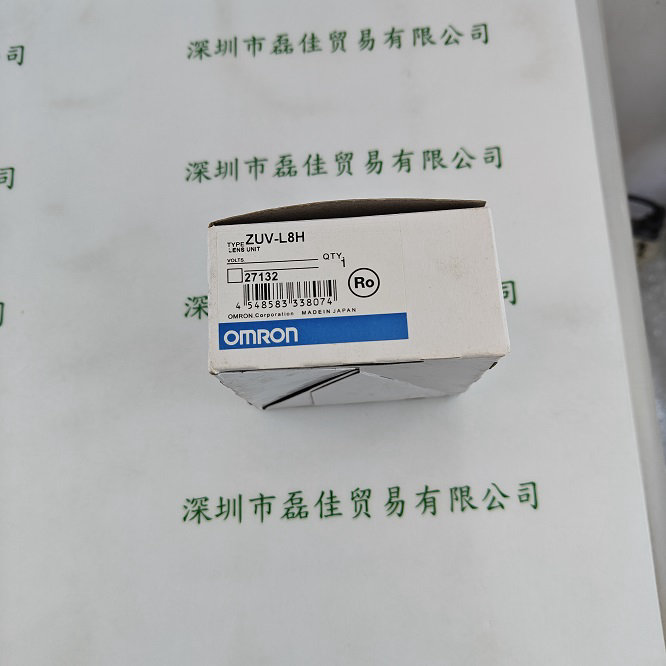 司
深圳市磊佳贸易有限公司
司
深圳市磊佳贸易有限公司
TYPE ZUV-L8H
LENS UNIT
VOLTS
QTY. 1
27132
4 548583 338074
Ro
OMRON Corporation MADE IN JAPAN
OMRON
深圳市磊佳贸易有限公司